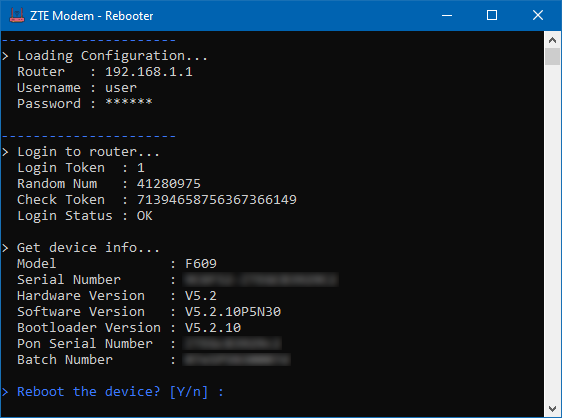 ZTE Modem - Rebooter
----------------------
> Loading Configuration...
Router : 192.168.1.1
Username : user
Password : ******
----------------------
> Login to router...
Login Token : 1
Random Num : 41280975
Check Token : 71394658756367366149
Login Status : OK
> Get device info...
Model : F609
Serial Number :
Hardware Version : V5.2
Software Version : V5.2.10P5N30
Bootloader Version : V5.2.10
Pon Serial Number :
Batch Number :
> Reboot the device? [Y/n] :